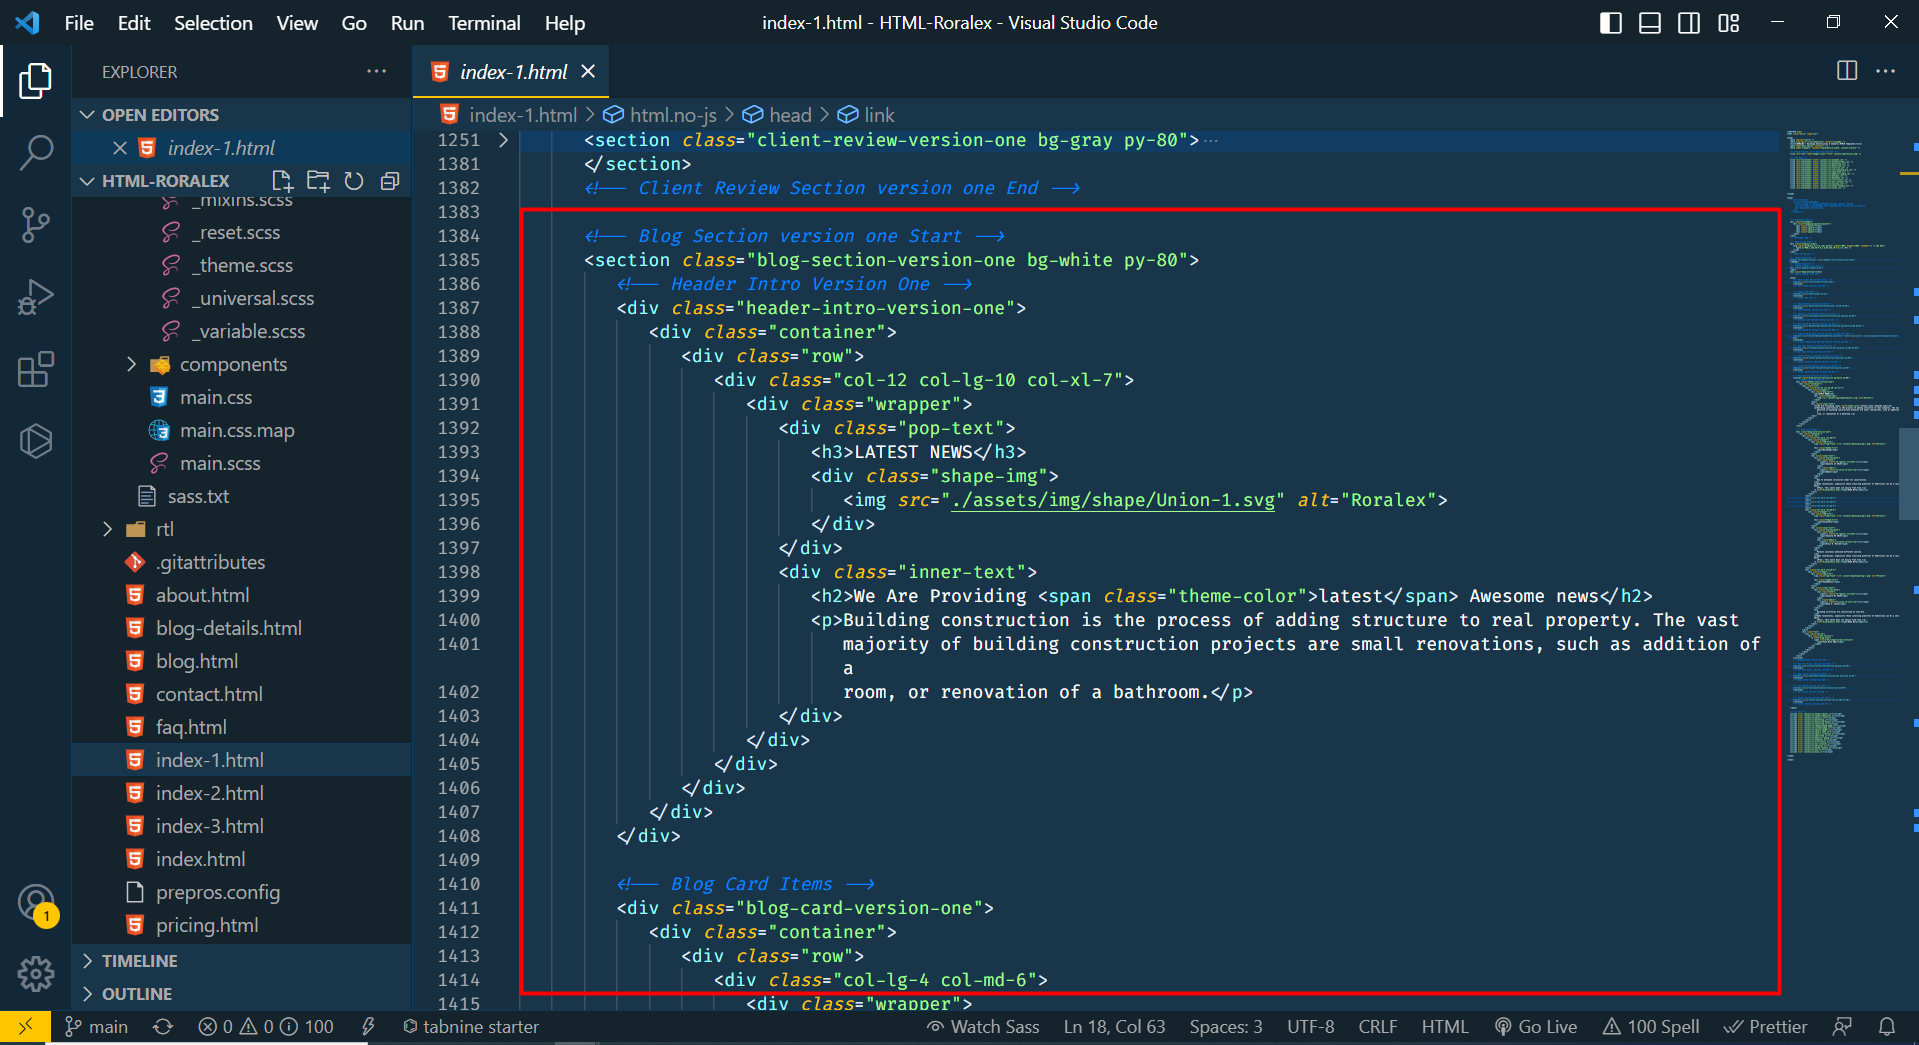 File Edit Selection View Go Run Terminal Help
index-1.html - HTML-Roralex - Visual Studio Code
EXPLORER
OPEN EDITORS
index-1.html
HTML-RORALEX
_mixins.scss
_reset.scss
_theme.scss
_universal.scss
_variable.scss
components
main.css
main.css.map
main.scss
sass.txt
rtl
.gitattributes
about.html
blog-details.html
blog.html
contact.html
faq.html
index-1.html
index-2.html
index-3.html
index.html
prepros.config
pricing.html
TIMELINE
OUTLINE
1
index-1.html
index-1.html > html.no-js > head > link
1251 <section class="client-review-version-one bg-gray py-80">···
1381 </section>
1382 <!-- Client Review Section version one End -->
1383
1384 <!-- Blog Section version one Start -->
1385 <section class="blog-section-version-one bg-white py-80">
1386 <!-- Header Intro Version One -->
1387 <div class="header-intro-version-one">
1388 <div class="container">
1389 <div class="row">
1390 <div class="col-12 col-lg-10 col-xl-7">
1391 <div class="wrapper">
1392 <div class="pop-text">
1393 <h3>LATEST NEWS</h3>
1394 <div class="shape-img">
1395 <img src="./assets/img/shape/Union-1.svg" alt="Roralex">
1396 </div>
1397 </div>
1398 <div class="inner-text">
1399 <h2>We Are Providing <span class="theme-color">latest</span> Awesome news</h2>
1400 <p>Building construction is the process of adding structure to real property. The vast
1401 majority of building construction projects are small renovations, such as addition of
a
1402 room, or renovation of a bathroom.</p>
1403 </div>
1404 </div>
1405 </div>
1406 </div>
1407 </div>
1408 </div>
1409
1410 <!-- Blog Card Items -->
1411 <div class="blog-card-version-one">
1412 <div class="container">
1413 <div class="row">
1414 <div class="col-lg-4 col-md-6">
1415 <div class="wrapper">
main 0 0 100 tabnine starter Watch Sass Ln 18, Col 63 Spaces: 3 UTF-8 CRLF HTML Go Live 100 Spell Prettier